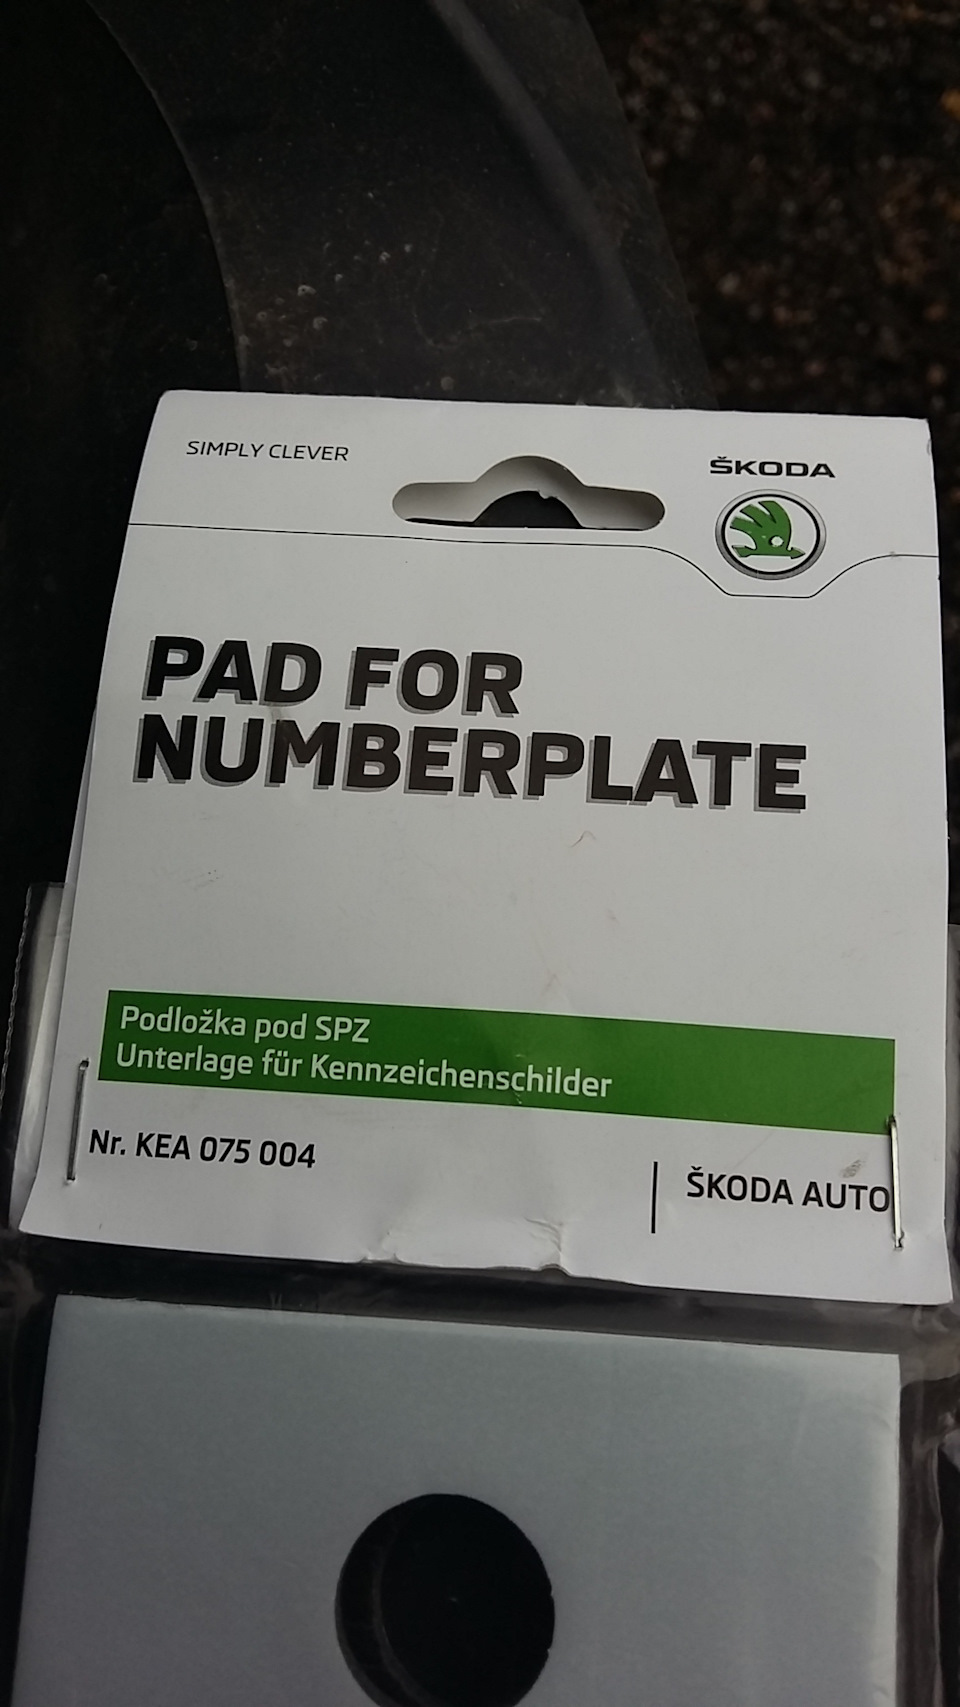 SIMPLY CLEVER
ŠKODA
PAD FOR
NUMBERPLATE
Podložka pod SPZ
Unterlage für Kennzeichenschilder
Nr. KEA 075 004
ŠKODA AUTO